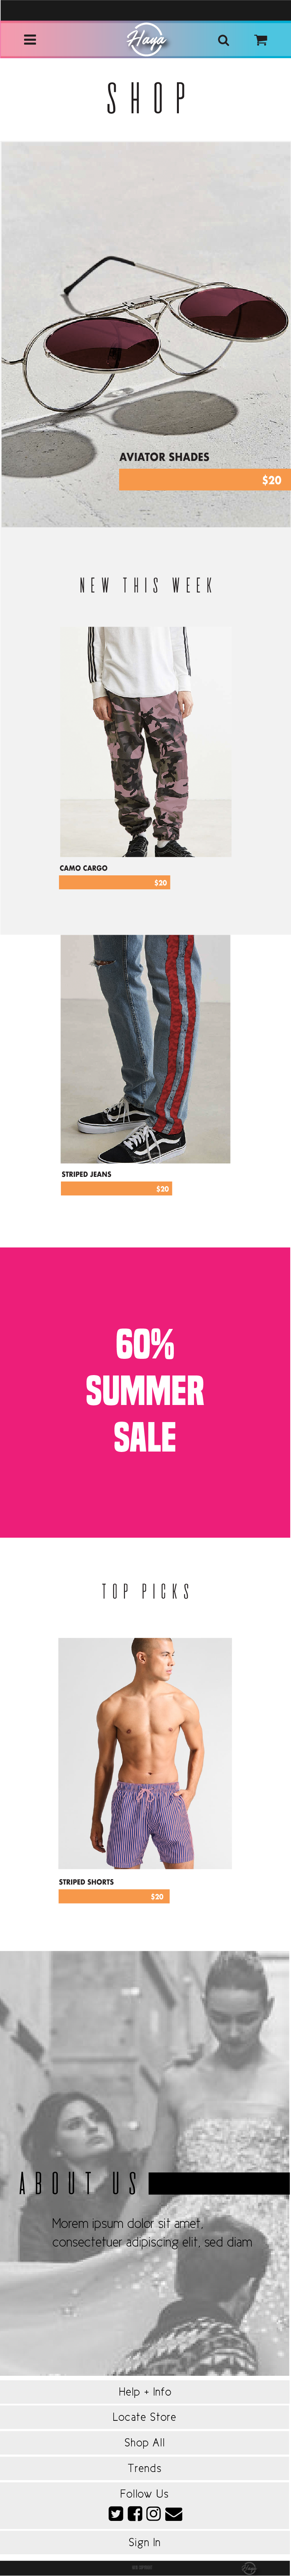 Haya
SHOP
AVIATOR SHADES
$20
NEW THIS WEEK
CAMO CARGO
$20
STRIPED JEANS
$20
60%
SUMMER
SALE
TOP PICKS
STRIPED SHORTS
$20
ABOUT US
Morem ipsum dolor sit amet,
consectetuer adipiscing elit, sed diam
Help + Info
Locate Store
Shop All
Trends
Follow Us
Sign In
Haya